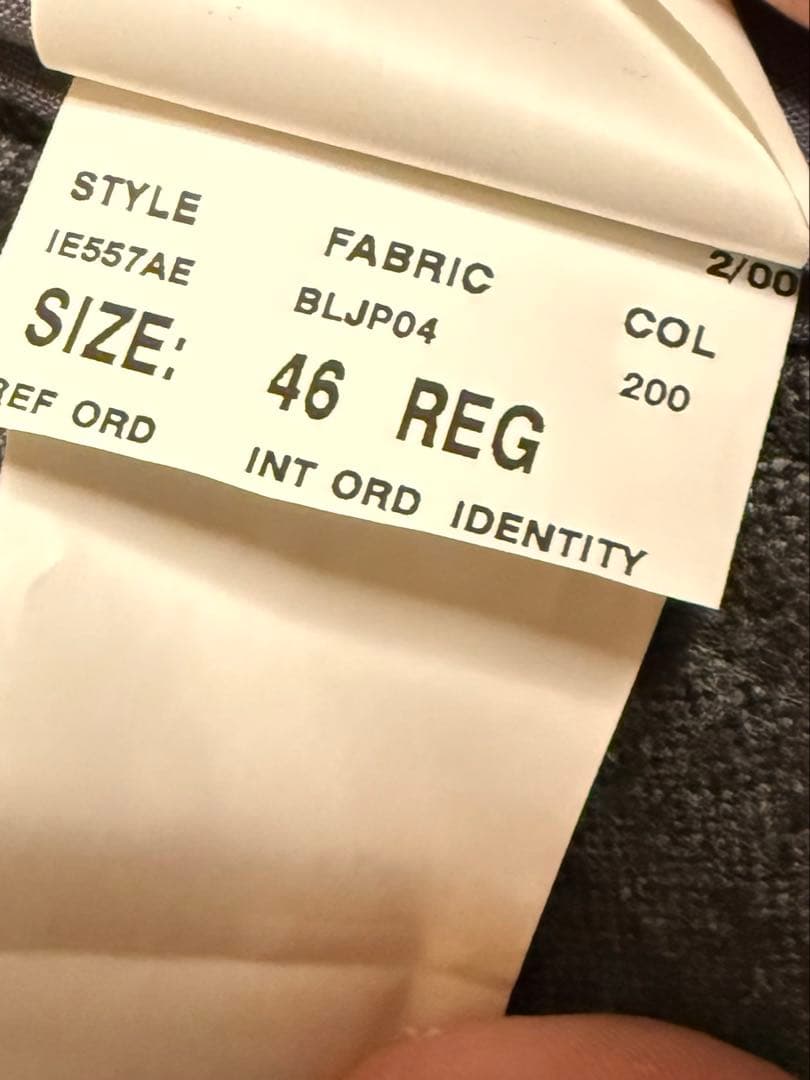 2/00
STYLE FABRIC COL
IE557AE BLJP04 200
SIZE: 46 REG
REF ORD INT ORD IDENTITY